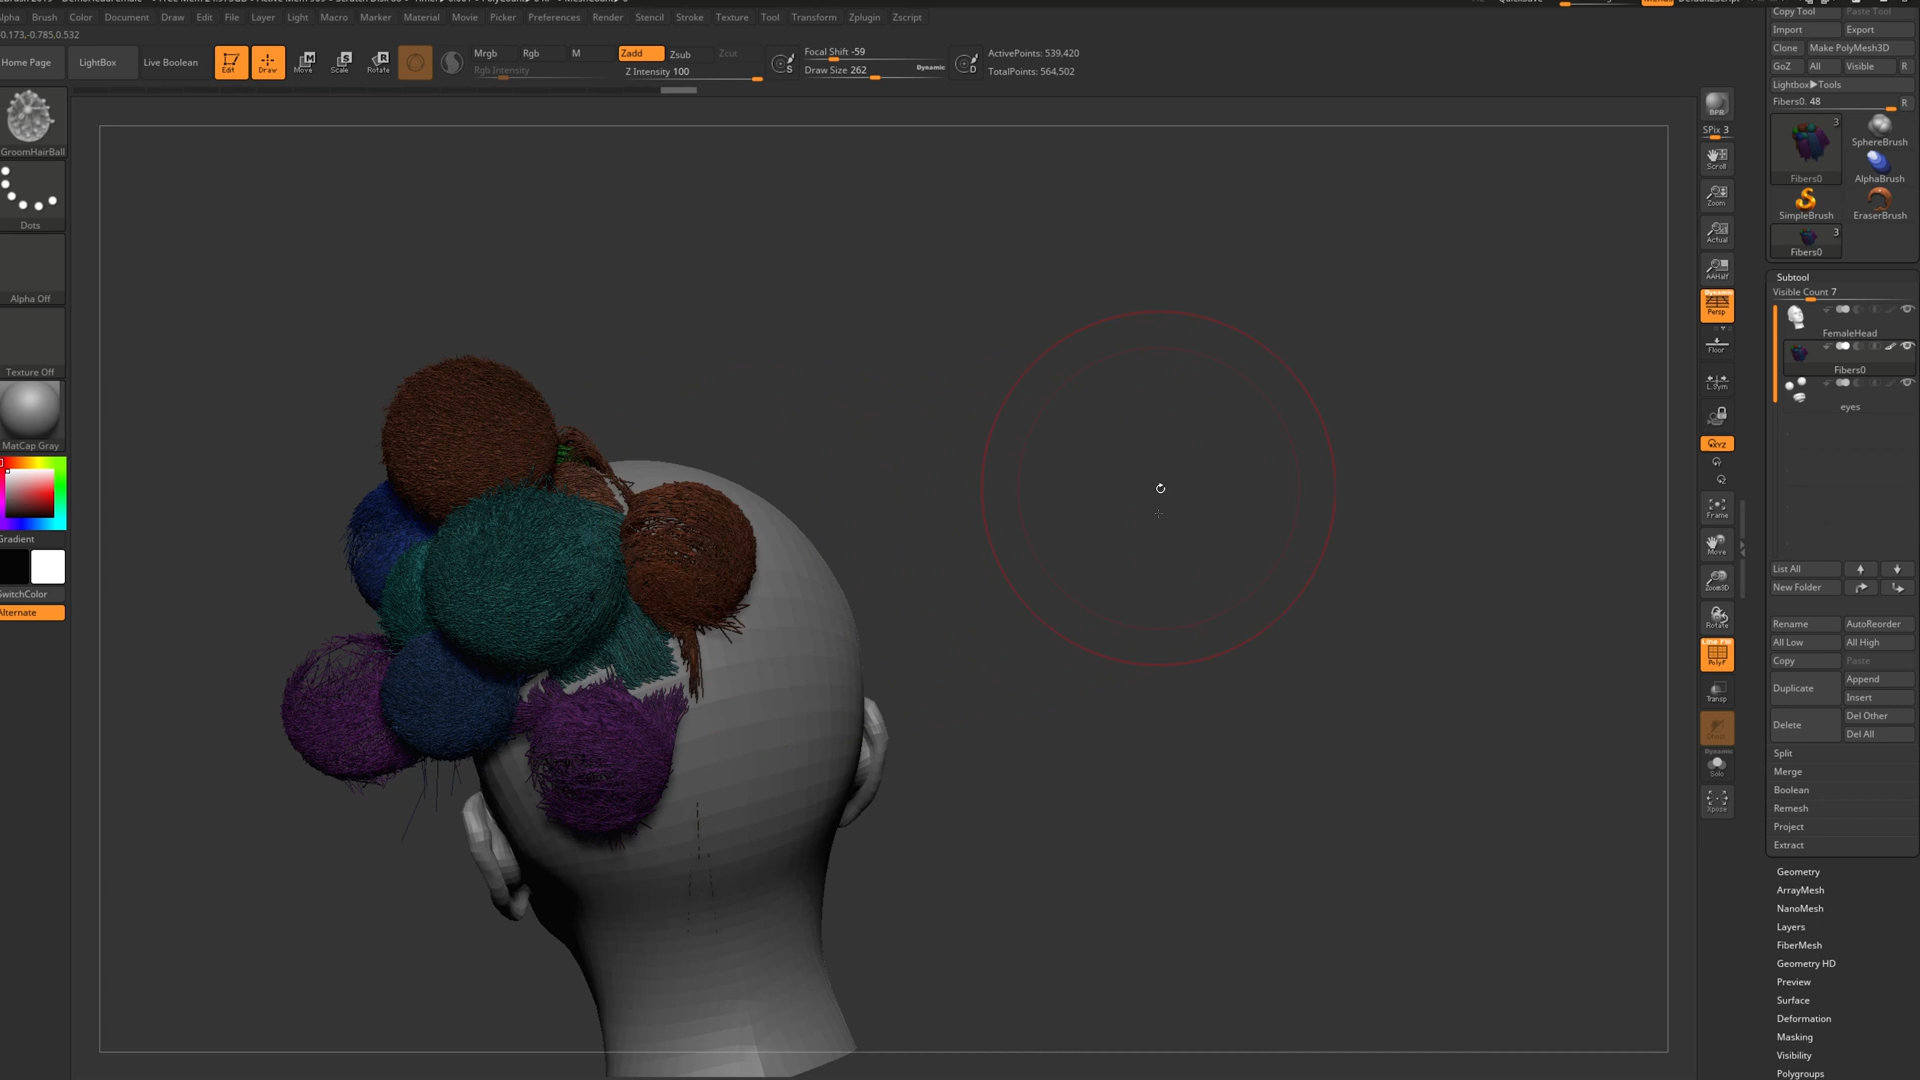 Alpha Brush Color Document Draw Edit File Layer Light Macro Marker Material Movie Picker Preferences Render Stencil Stroke Texture Tool Transform Zplugin Zscript
-0.173,-0.785,0.532
Home Page LightBox Live Boolean Edit Draw Move Scale Rotate
Mrgb Rgb M
Rgb Intensity
Zadd Zsub Zcut
Z Intensity 100
S
Focal Shift -59
Draw Size 262 Dynamic
D
ActivePoints: 539,420
TotalPoints: 564,502
GroomHairBall
Dots
Alpha Off
Texture Off
MatCap Gray
Gradient
SwitchColor
Alternate
BPR
SPix 3
Scroll
Zoom
Actual
AAHalf
Dynamic
Persp
Floor
L.Sym
XYZ
Frame
Move
Zoom3D
Rotate
Line Fill
PolyF
Transp
Dynamic
Solo
Xpose
Copy Tool Paste Tool
Import Export
Clone Make PolyMesh3D
GoZ All Visible R
Lightbox▶Tools
Fibers0. 48 R
3
Fibers0
SphereBrush
AlphaBrush
SimpleBrush EraserBrush
3
Fibers0
Subtool
Visible Count 7
FemaleHead
Fibers0
eyes
List All
New Folder
Rename AutoReorder
All Low All High
Copy Paste
Duplicate Append
Insert
Delete Del Other
Del All
Split
Merge
Boolean
Remesh
Project
Extract
Geometry
ArrayMesh
NanoMesh
Layers
FiberMesh
Geometry HD
Preview
Surface
Deformation
Masking
Visibility
Polygroups